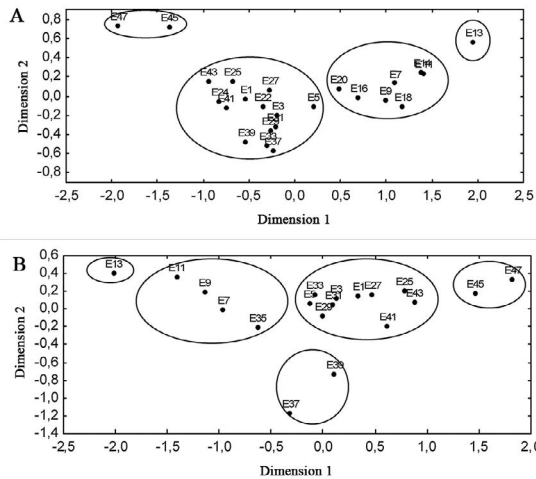 A
0,8
0,6
0,4
0,2
0,0
-0,2
-0,4
-0,6
-0,8
Dimension 2
E47
E45
E13
E43
E25
E27
E24
E41
E1
E22
E3
E5
E39
E37
E20
E16
E7
E9
E18
E14
-2,5
-2,0
-1,5
-1,0
-0,5
0,0
0,5
1,0
1,5
2,0
2,5
Dimension 1
B
0,6
0,4
0,2
0,0
-0,2
-0,4
-0,6
-0,8
-1,0
-1,2
-1,4
Dimension 2
E13
E11
E9
E7
E35
E33
E3
E31
E29
E1
E27
E25
E43
E41
E45
E47
E39
E37
-2,5
-2,0
-1,5
-1,0
-0,5
0,0
0,5
1,0
1,5
2,0
Dimension 1